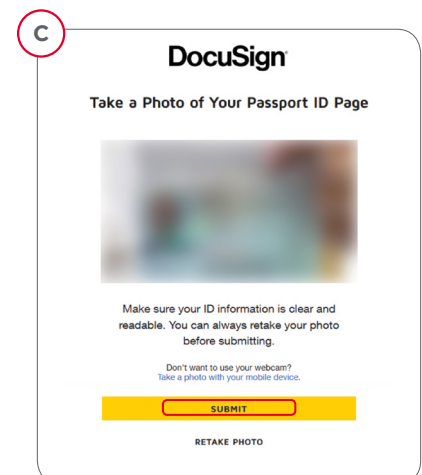 C
DocuSign
Take a Photo of Your Passport ID Page
Make sure your ID information is clear and
readable. You can always retake your photo
before submitting.
Don't want to use your webcam?
Take a photo with your mobile device.
SUBMIT
RETAKE PHOTO